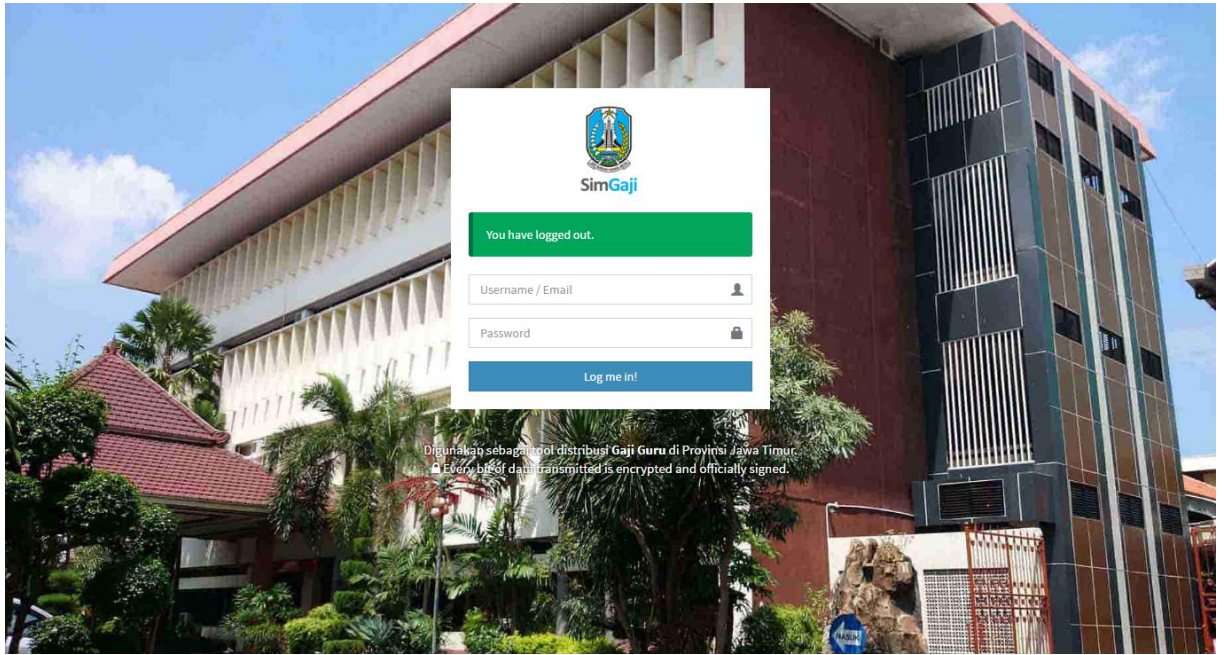 SimGaji
You have logged out.
Username / Email
Password
Log me in!
Digunakan sebagai tool distribusi Gaji Guru di Provinsi Jawa Timur.
Every bit of data transmitted is encrypted and officially signed.
MASUK